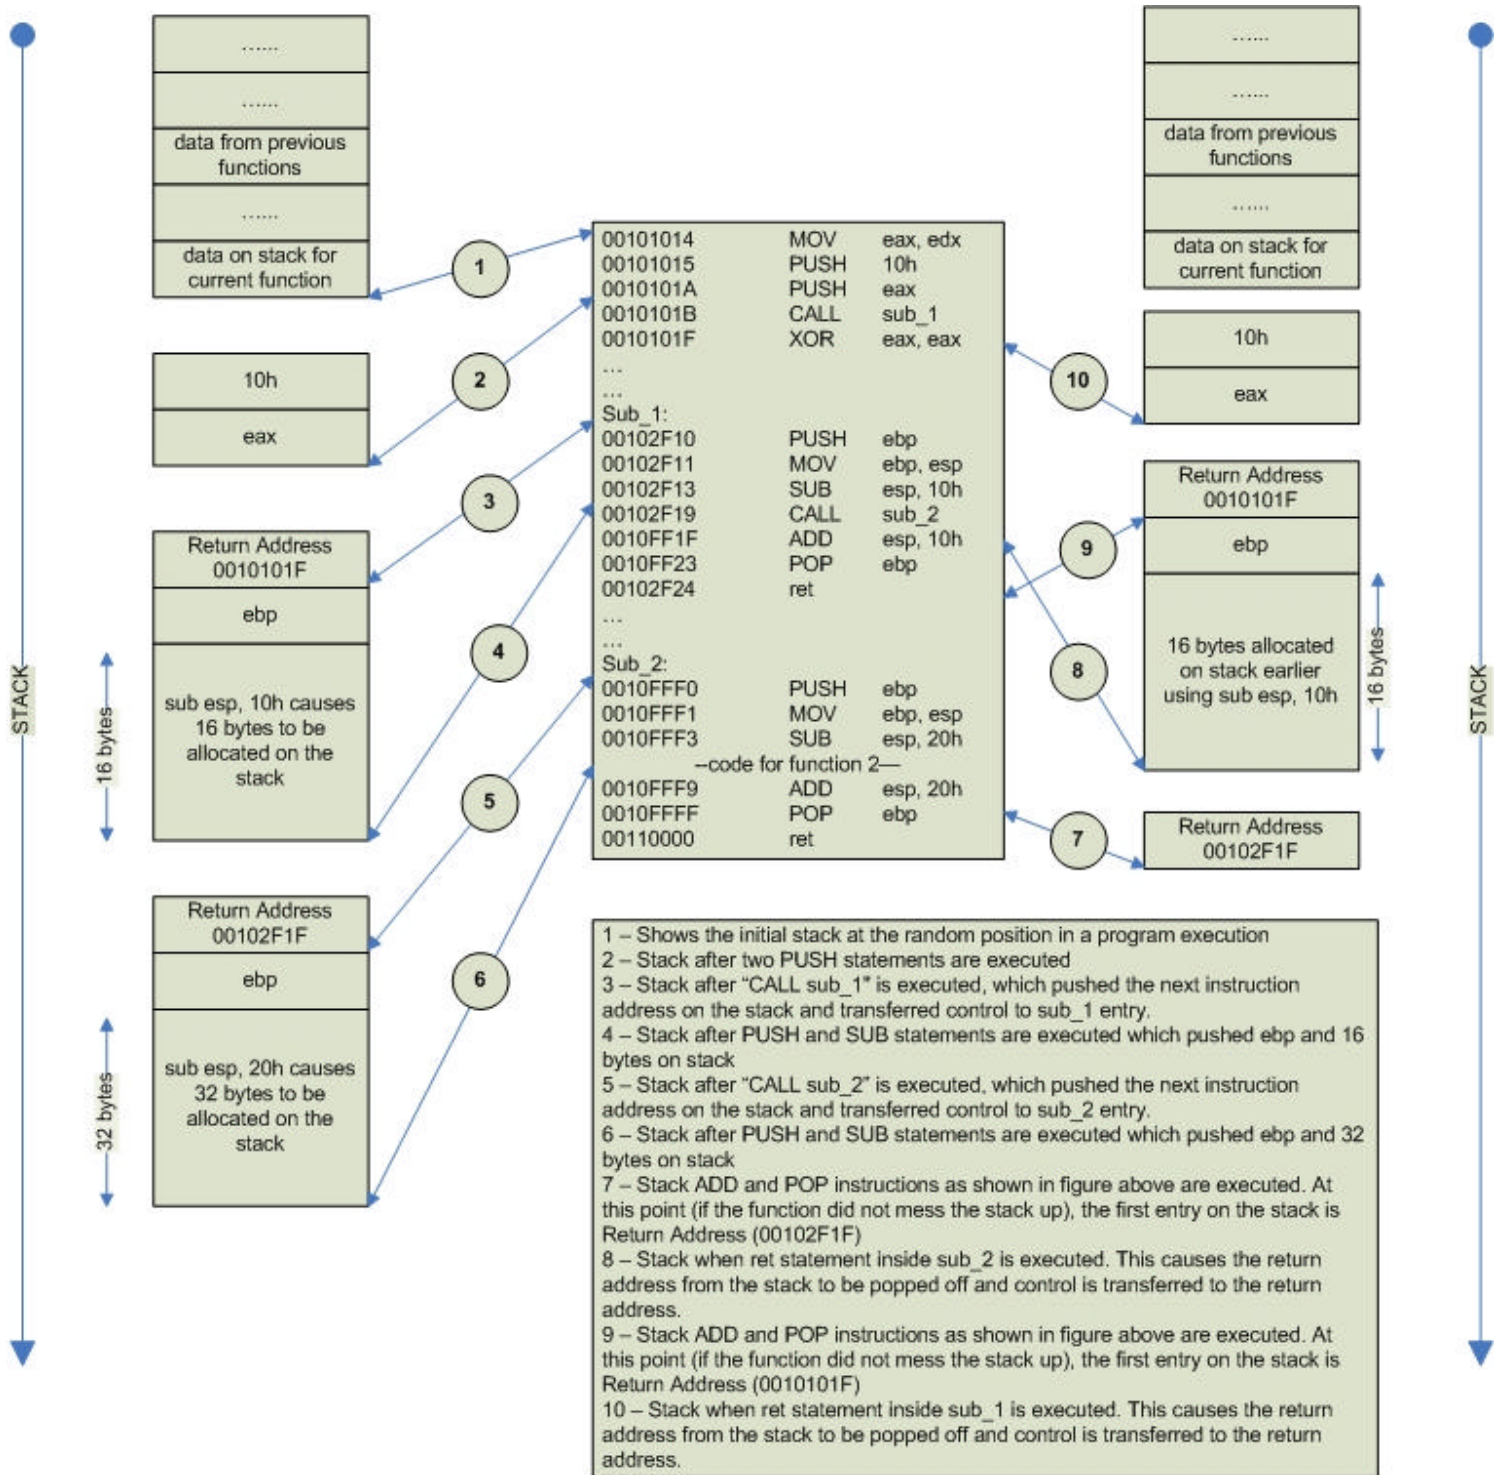 ......
......
data from previous
functions
......
data on stack for
current function
10h
eax
Return Address
0010101F
ebp
sub esp, 10h causes
16 bytes to be
allocated on the
stack
Return Address
00102F1F
ebp
sub esp, 20h causes
32 bytes to be
allocated on the
stack
STACK
16 bytes
32 bytes
1
2
3
4
5
6
00101014 MOV eax, edx
00101015 PUSH 10h
0010101A PUSH eax
0010101B CALL sub_1
0010101F XOR eax, eax
...
...
Sub_1:
00102F10 PUSH ebp
00102F11 MOV ebp, esp
00102F13 SUB esp, 10h
00102F19 CALL sub_2
0010FF1F ADD esp, 10h
0010FF23 POP ebp
00102F24 ret
...
...
Sub_2:
0010FFF0 PUSH ebp
0010FFF1 MOV ebp, esp
0010FFF3 SUB esp, 20h
--code for function 2—
0010FFF9 ADD esp, 20h
0010FFFF POP ebp
00110000 ret
10
9
8
7
......
......
data from previous
functions
......
data on stack for
current function
10h
eax
Return Address
0010101F
ebp
16 bytes allocated
on stack earlier
using sub esp, 10h
Return Address
00102F1F
16 bytes
STACK
1 – Shows the initial stack at the random position in a program execution
2 – Stack after two PUSH statements are executed
3 – Stack after “CALL sub_1” is executed, which pushed the next instruction
address on the stack and transferred control to sub_1 entry.
4 – Stack after PUSH and SUB statements are executed which pushed ebp and 16
bytes on stack
5 – Stack after “CALL sub_2” is executed, which pushed the next instruction
address on the stack and transferred control to sub_2 entry.
6 – Stack after PUSH and SUB statements are executed which pushed ebp and 32
bytes on stack
7 – Stack ADD and POP instructions as shown in figure above are executed. At
this point (if the function did not mess the stack up), the first entry on the stack is
Return Address (00102F1F)
8 – Stack when ret statement inside sub_2 is executed. This causes the return
address from the stack to be popped off and control is transferred to the return
address.
9 – Stack ADD and POP instructions as shown in figure above are executed. At
this point (if the function did not mess the stack up), the first entry on the stack is
Return Address (0010101F)
10 – Stack when ret statement inside sub_1 is executed. This causes the return
address from the stack to be popped off and control is transferred to the return
address.